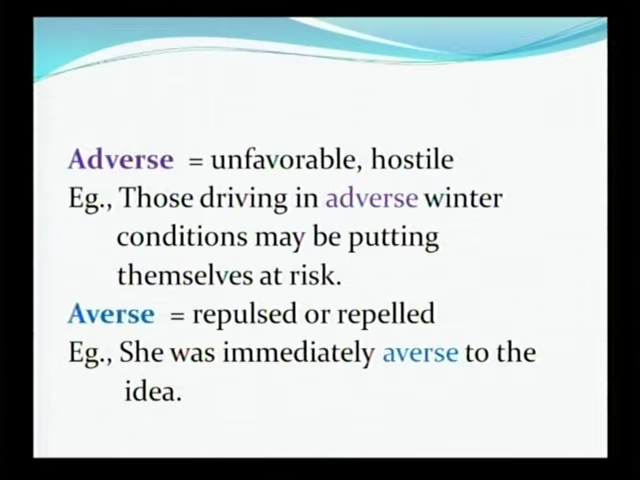 Adverse = unfavorable, hostile
Eg., Those driving in adverse winter
conditions may be putting
themselves at risk.
Averse = repulsed or repelled
Eg., She was immediately averse to the
idea.